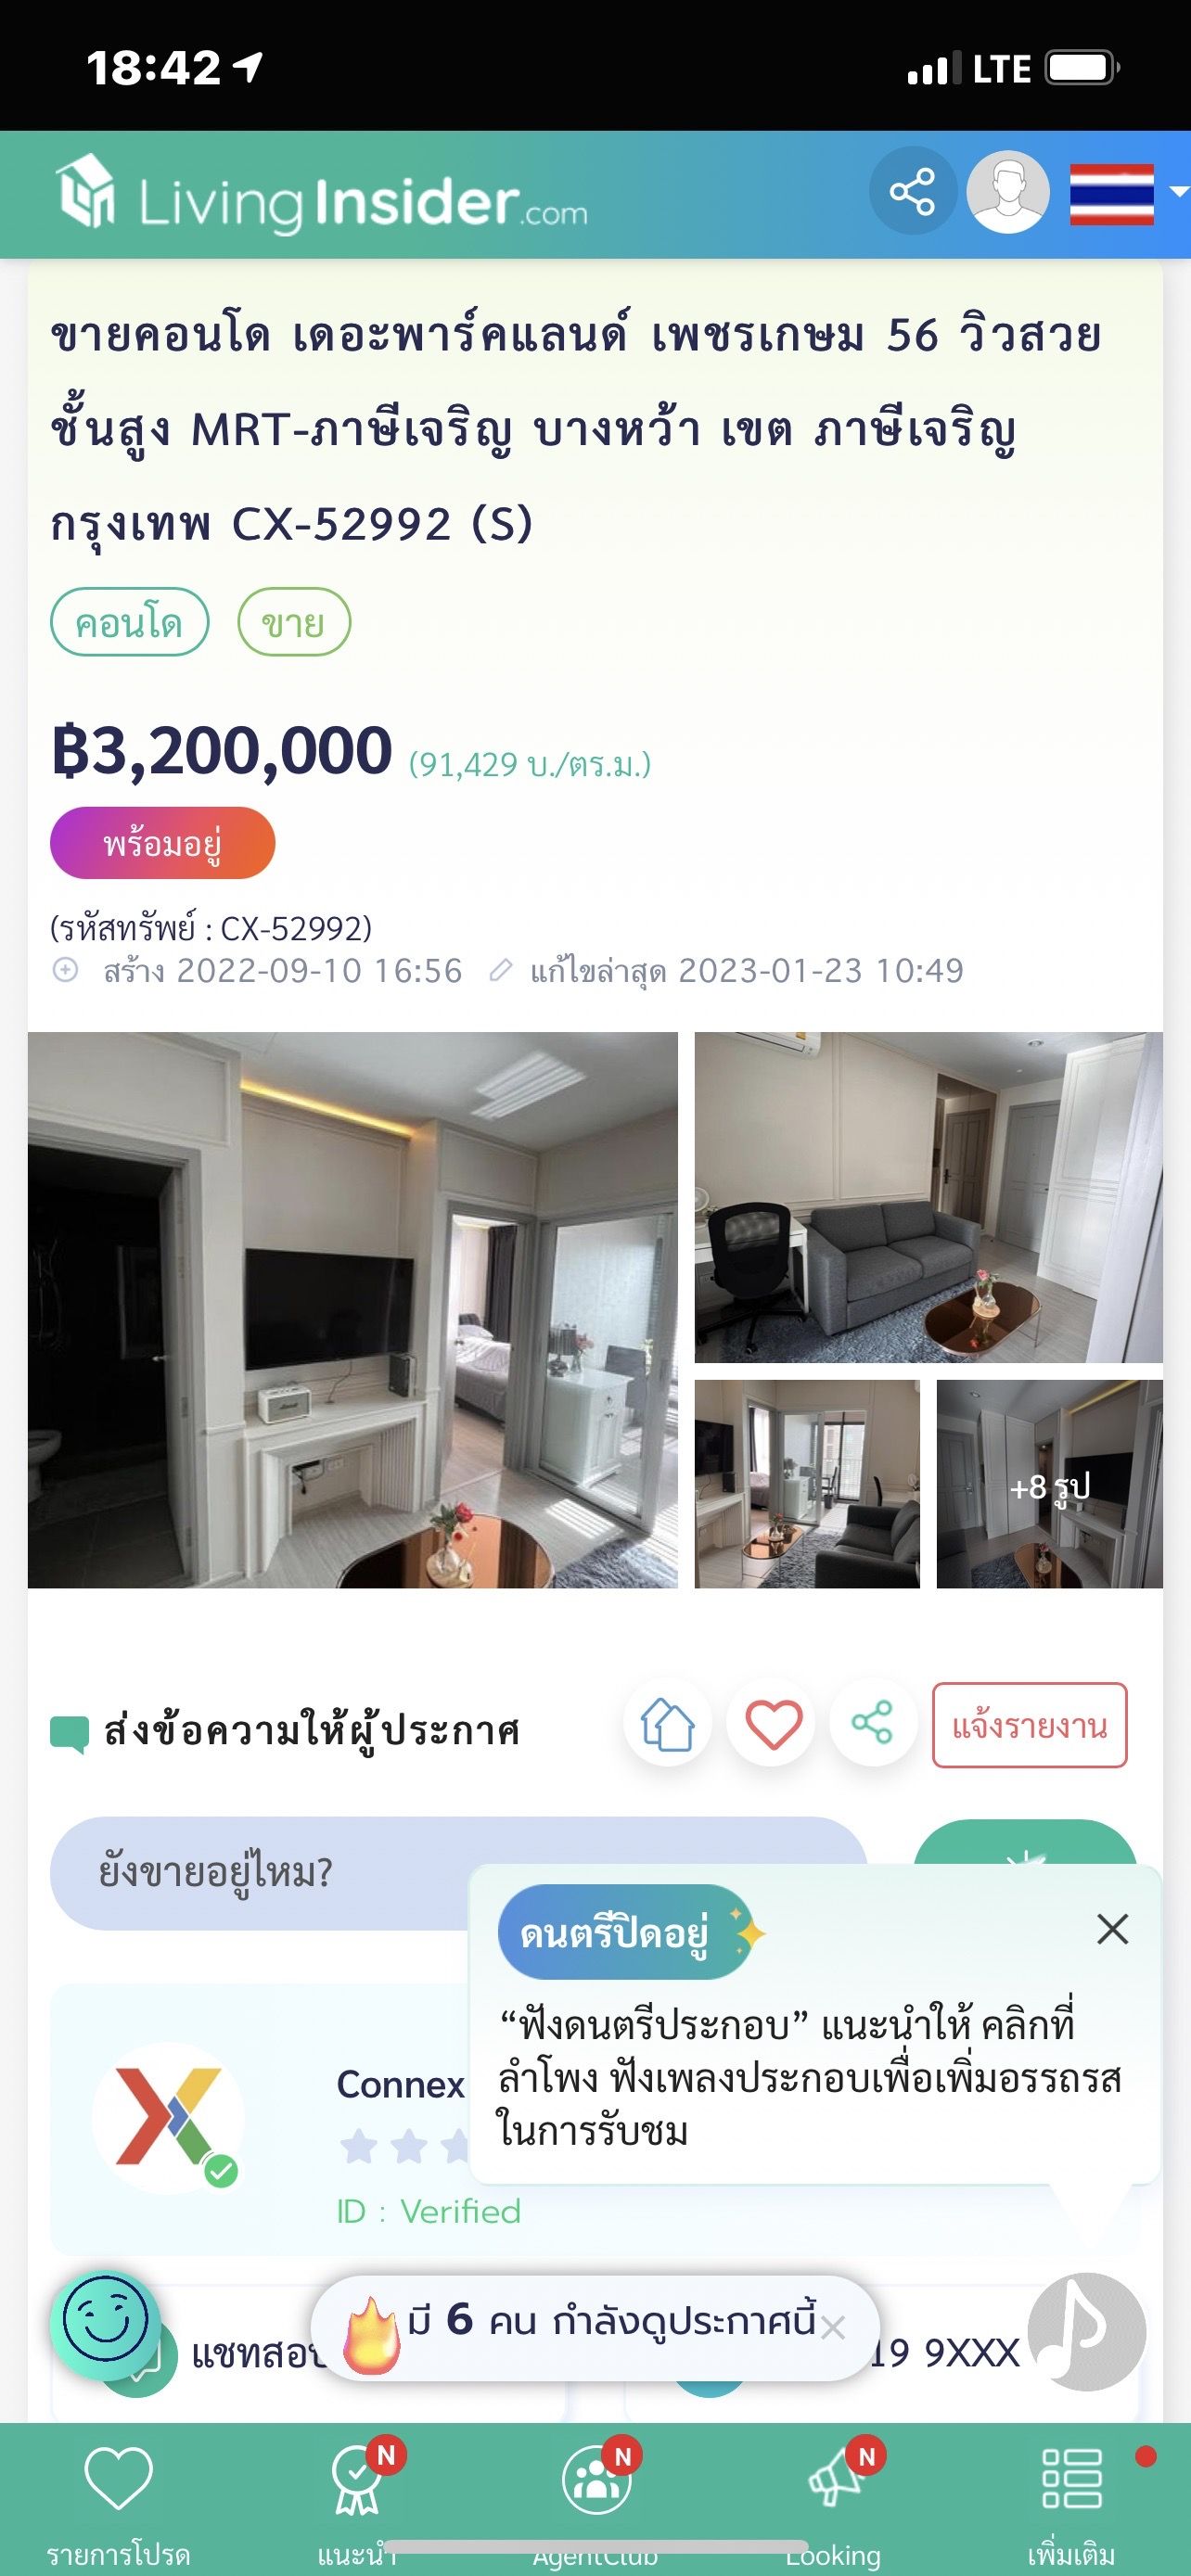 18:42
LTE
LivingInsider.com
ขายคอนโด เดอะพาร์คแลนด์ เพชรเกษม 56 วิวสวย
ชั้นสูง MRT-ภาษีเจริญ บางหว้า เขต ภาษีเจริญ
กรุงเทพ CX-52992 (S)
คอนโด ขาย
฿3,200,000 (91,429 บ./ตร.ม.)
พร้อมอยู่
(รหัสทรัพย์ : CX-52992)
สร้าง 2022-09-10 16:56 แก้ไขล่าสุด 2023-01-23 10:49
+8 รูป
ส่งข้อความให้ผู้ประกาศ
แจ้งรายงาน
ยังขายอยู่ไหม?
ดนตรีปิดอยู่
“ฟังดนตรีประกอบ” แนะนำให้ คลิกที่
ลำโพง ฟังเพลงประกอบเพื่อเพิ่มอรรถรส
ในการรับชม
Connex
ID : Verified
มี 6 คน กำลังดูประกาศนี้
19 9XXX
N N N
รายการโปรด แนะนำ AgentClub Looking เพิ่มเติม